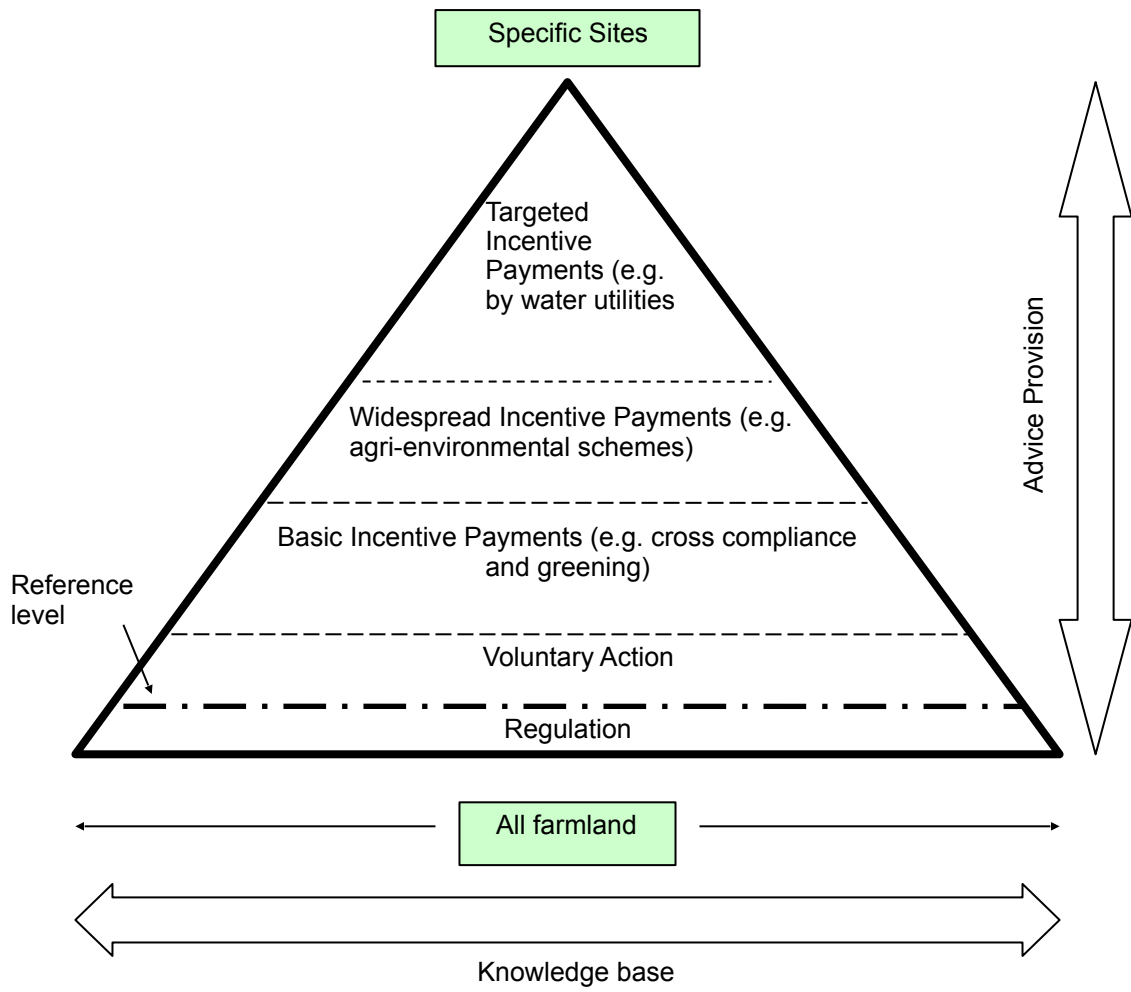 Specific Sites
Targeted
Incentive
Payments (e.g.
by water utilities
Advice Provision
Widespread Incentive Payments (e.g.
agri-environmental schemes)
Basic Incentive Payments (e.g. cross compliance
and greening)
Reference
level
Voluntary Action
Regulation
All farmland
Knowledge base